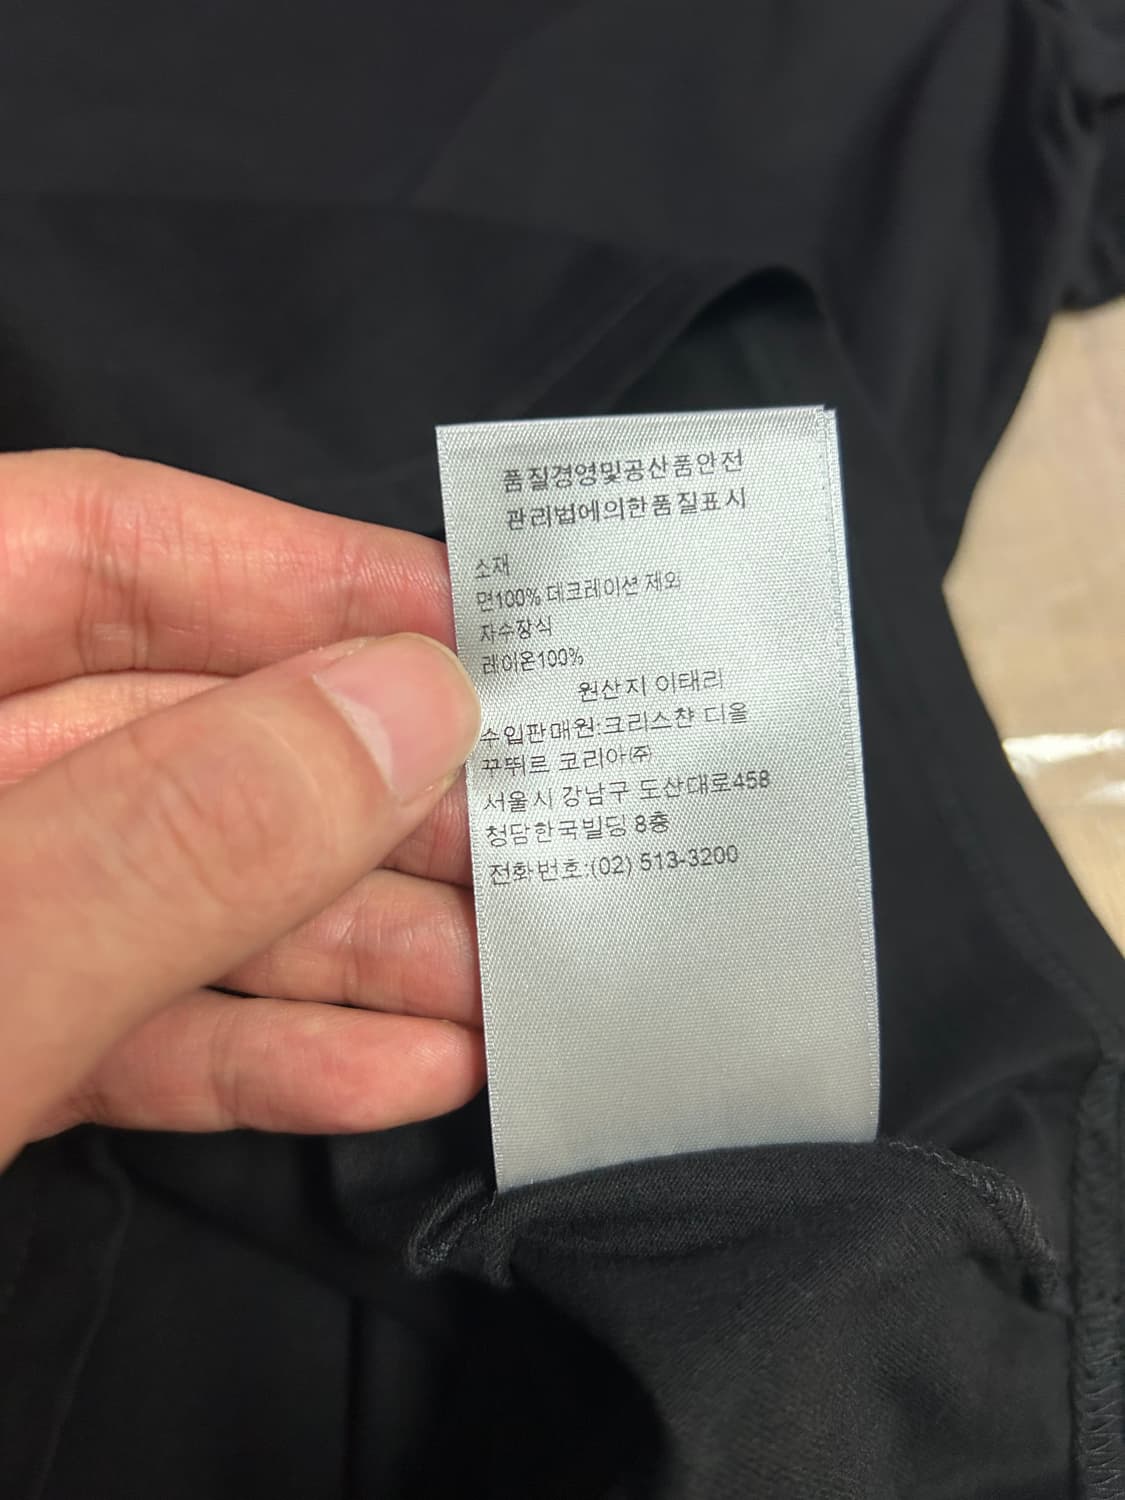 품질경영및공산품안전
관리법에의한품질표시
소재
면100% 데코레이션 제외
자수장식
레이온100%
원산지 이태리
수입판매원:크리스챤 디올
꾸뛰르 코리아㈜
서울시 강남구 도산대로458
청담한국빌딩 8층
전화번호:(02) 513-3200